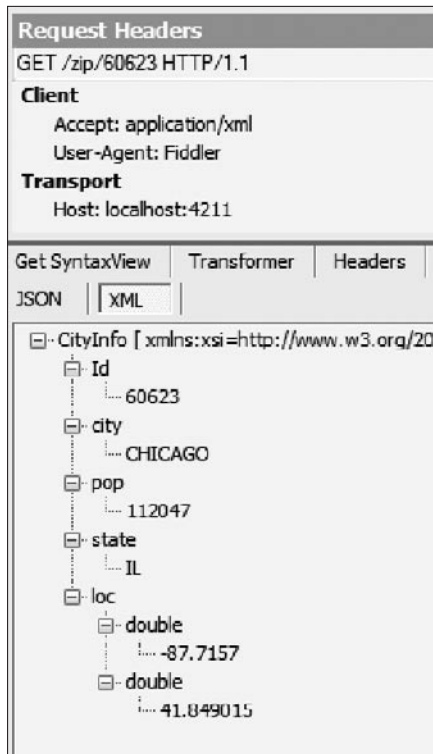 Request Headers
GET /zip/60623 HTTP/1.1
Client
Accept: application/xml
User-Agent: Fiddler
Transport
Host: localhost:4211
Get SyntaxView Transformer Headers
JSON XML
CityInfo [ xmlns:xsi=http://www.w3.org/20
Id
60623
city
CHICAGO
pop
112047
state
IL
loc
double
-87.7157
double
41.849015